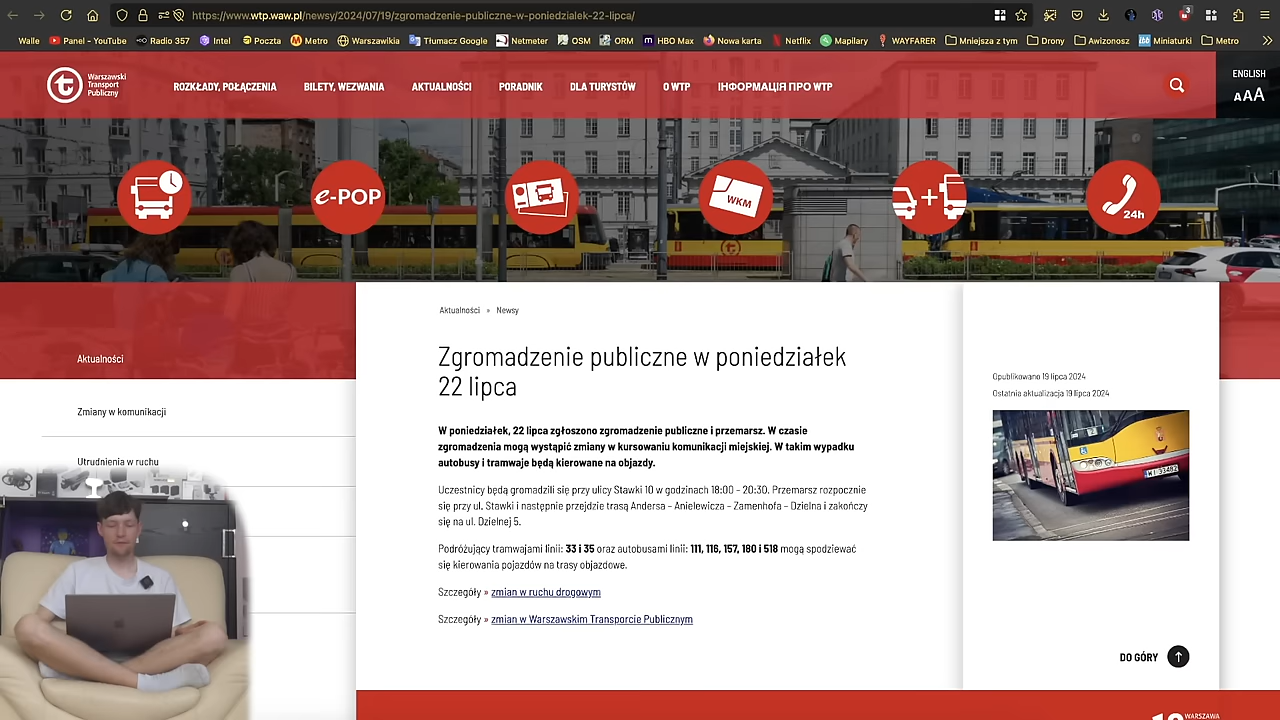 https://www.wtp.waw.pl/newsy/2024/07/19/zgromadzenie-publiczne-w-poniedzialek-22-lipca/
3
Walle Panel - YouTube Radio 357 Intel Poczta Metro Warszawikia Tłumacz Google Netmeter OSM ORM HBO Max Nowa karta Netflix Mapilary WAYFARER Mniejsza z tym Drony Awizonosz Miniaturki Metro
Warszawski
Transport
Publiczny
ROZKŁADY, POŁĄCZENIA BILETY, WEZWANIA AKTUALNOŚCI PORADNIK DLA TURYSTÓW O WTP ІНФОРМАЦІЯ ПРО WTP
ENGLISH
AAA
e-POP
WKM
24h
Aktualności » Newsy
Aktualności
Zmiany w komunikacji
Utrudnienia w ruchu
Zgromadzenie publiczne w poniedziałek
22 lipca
W poniedziałek, 22 lipca zgłoszono zgromadzenie publiczne i przemarsz. W czasie
zgromadzenia mogą wystąpić zmiany w kursowaniu komunikacji miejskiej. W takim wypadku
autobusy i tramwaje będą kierowane na objazdy.
Uczestnicy będą gromadzili się przy ulicy Stawki 10 w godzinach 18:00 – 20:30. Przemarsz rozpocznie
się przy ul. Stawki i następnie przejdzie trasą Andersa – Anielewicza – Zamenhofa – Dzielna i zakończy
się na ul. Dzielnej 5.
Podróżujący tramwajami linii: 33 i 35 oraz autobusami linii: 111, 116, 157, 180 i 518 mogą spodziewać
się kierowania pojazdów na trasy objazdowe.
Szczegóły » zmian w ruchu drogowym
Szczegóły » zmian w Warszawskim Transporcie Publicznym
Opublikowano 19 lipca 2024
Ostatnia aktualizacja 19 lipca 2024
WI 33482
DO GÓRY
WARSZAWA